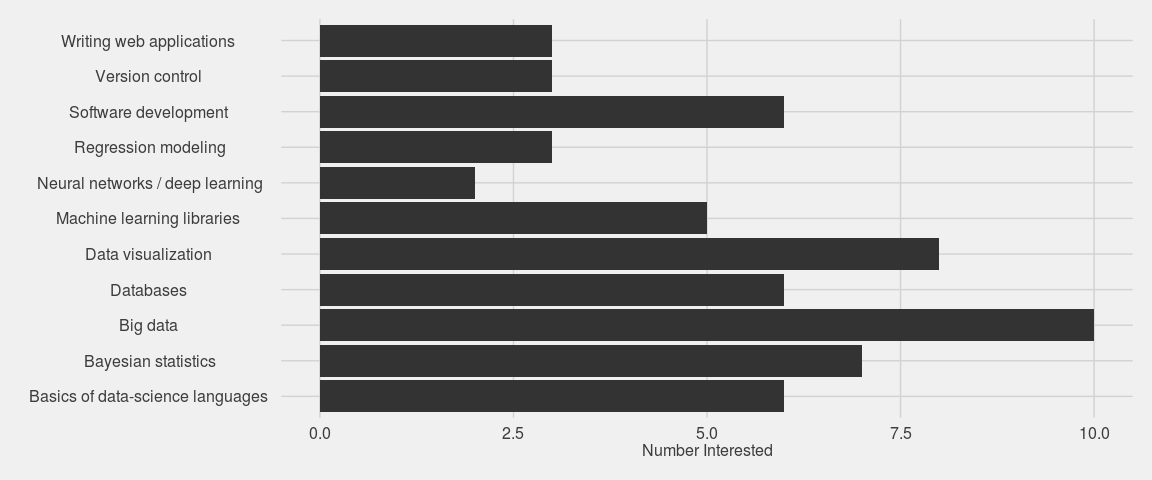 Writing web applications
Version control
Software development
Regression modeling
Neural networks / deep learning
Machine learning libraries
Data visualization
Databases
Big data
Bayesian statistics
Basics of data-science languages
0.0 2.5 5.0 7.5 10.0
Number Interested